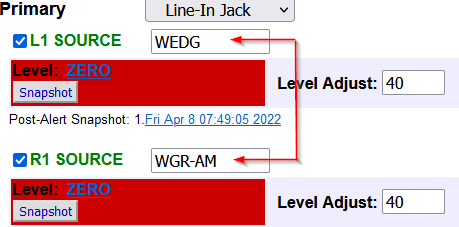 Primary Line-In Jack
L1 SOURCE WEDG
Level: ZERO
Snapshot
Level Adjust: 40
Post-Alert Snapshot: 1.Fri Apr 8 07:49:05 2022
R1 SOURCE WGR-AM
Level: ZERO
Snapshot
Level Adjust: 40